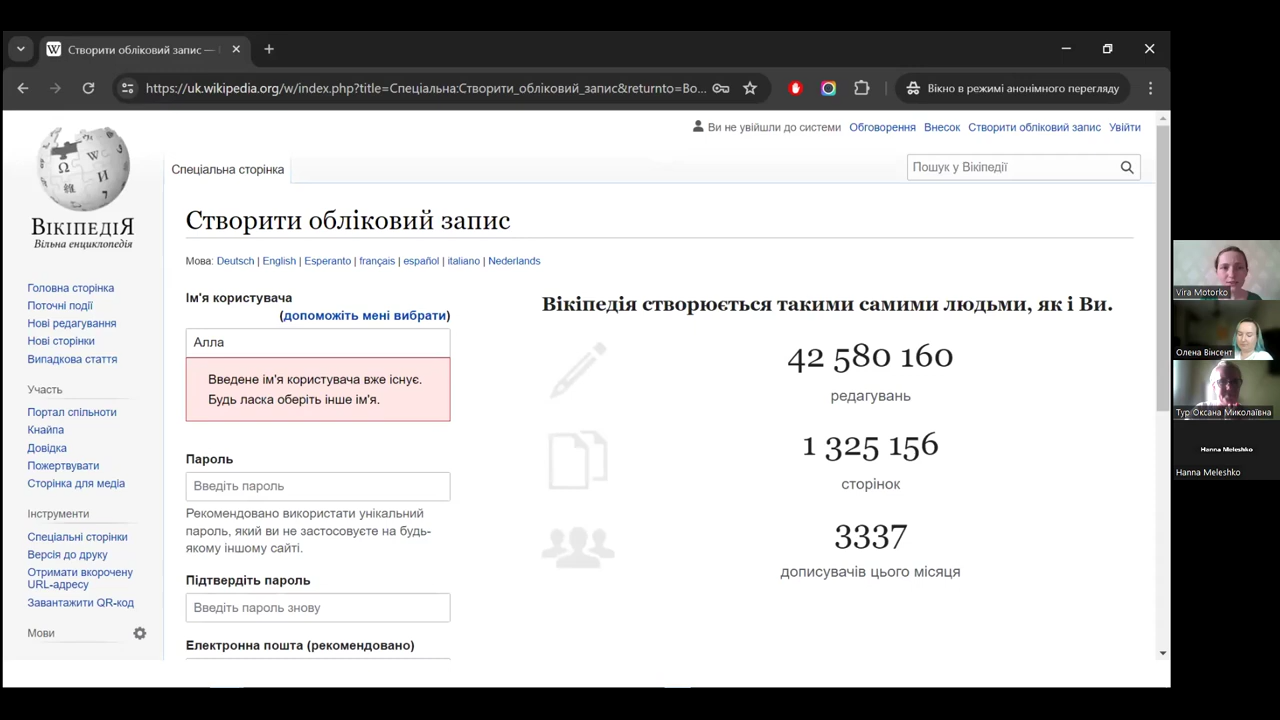 Створити обліковий запис —
https://uk.wikipedia.org/w/index.php?title=Спеціальна:Створити_обліковий_запис&returnto=Во...
Вікно в режимі анонімного перегляду
Ви не увійшли до системи
Обговорення
Внесок
Створити обліковий запис
Увійти
Спеціальна сторінка
Пошук у Вікіпедії
ВікіпедіЯ
Вільна енциклопедія
Головна сторінка
Поточні події
Нові редагування
Нові сторінки
Випадкова стаття
Участь
Портал спільноти
Кнайпа
Довідка
Пожертвувати
Сторінка для медіа
Інструменти
Спеціальні сторінки
Версія до друку
Отримати вкорочену
URL-адресу
Завантажити QR-код
Мови
Створити обліковий запис
Мова: Deutsch | English | Esperanto | français | español | italiano | Nederlands
Ім'я користувача
(допоможіть мені вибрати)
Алла
Введене ім'я користувача вже існує.
Будь ласка оберіть інше ім'я.
Пароль
Введіть пароль
Рекомендовано використати унікальний
пароль, який ви не застосовуєте на будь-
якому іншому сайті.
Підтвердіть пароль
Введіть пароль знову
Електронна пошта (рекомендовано)
Вікіпедія створюється такими самими людьми, як і Ви.
42 580 160
редагувань
1 325 156
сторінок
3337
дописувачів цього місяця
Vira Motorko
Олена Вінсент
Тур Оксана Миколаївна
Hanna Meleshko
Hanna Meleshko